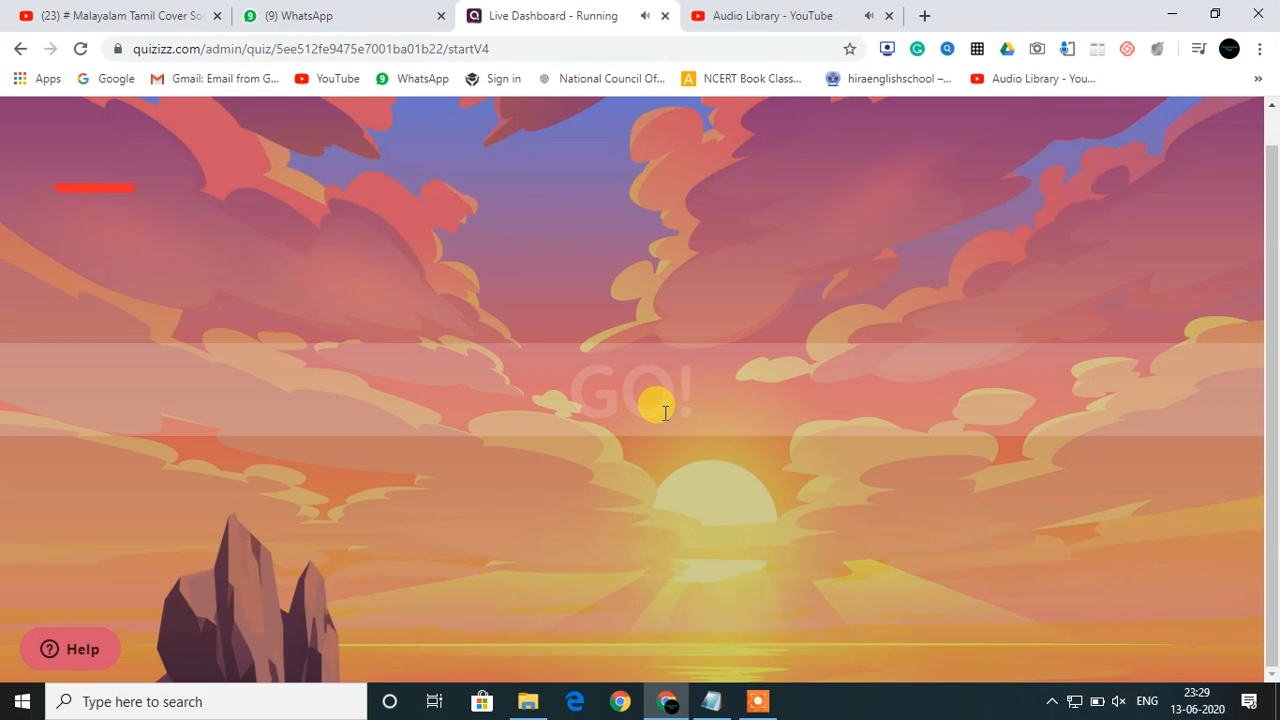 (23) # Malayalam Tamil Cover So
(9) WhatsApp
Live Dashboard - Running
Audio Library - YouTube
quizizz.com/admin/quiz/5ee512fe9475e7001ba01b22/startV4
Apps
Google
Gmail: Email from G...
YouTube
WhatsApp
Sign in
National Council Of...
NCERT Book Class...
hiraenglishschool –...
Audio Library - You...
»
GO!
Help
Type here to search
ENG
23:29
13-06-2020